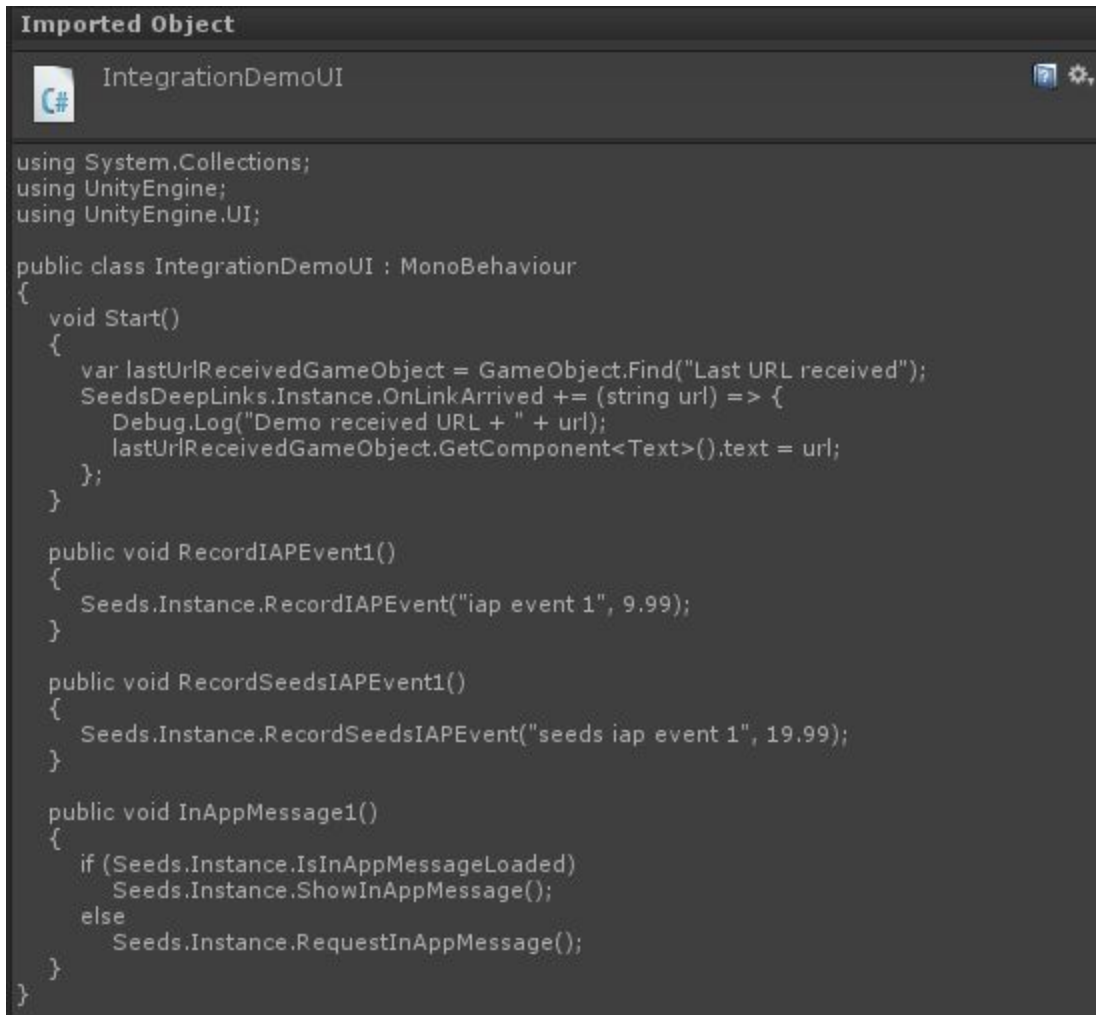 Imported Object
IntegrationDemoUI
C#
using System.Collections;
using UnityEngine;
using UnityEngine.UI;
public class IntegrationDemoUI : MonoBehaviour
{
void Start()
{
var lastUrlReceivedGameObject = GameObject.Find("Last URL received");
SeedsDeepLinks.Instance.OnLinkArrived += (string url) => {
Debug.Log("Demo received URL + " + url);
lastUrlReceivedGameObject.GetComponent<Text>().text = url;
};
}
public void RecordIAPEvent1()
{
Seeds.Instance.RecordIAPEvent("iap event 1", 9.99);
}
public void RecordSeedsIAPEvent1()
{
Seeds.Instance.RecordSeedsIAPEvent("seeds iap event 1", 19.99);
}
public void InAppMessage1()
{
if (Seeds.Instance.IsInAppMessageLoaded)
Seeds.Instance.ShowInAppMessage();
else
Seeds.Instance.RequestInAppMessage();
}
}